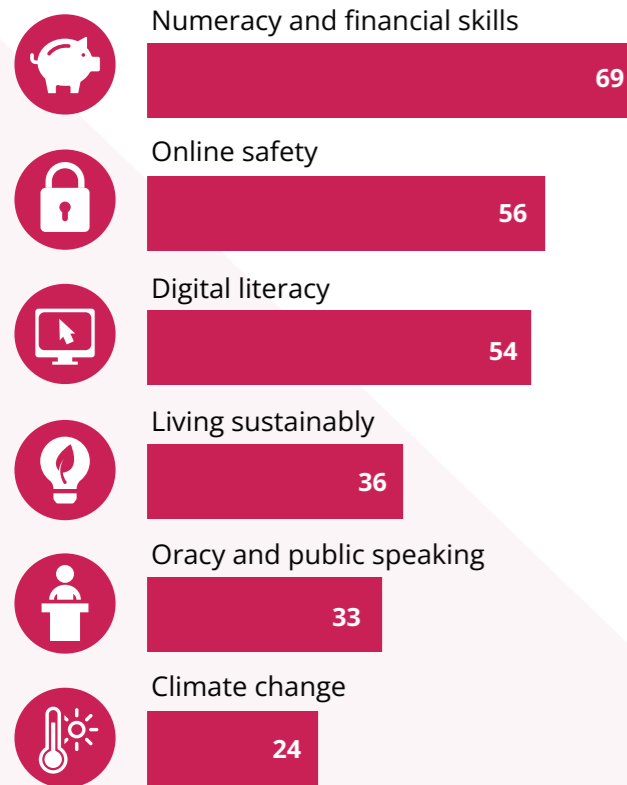 Numeracy and financial skills
69
Online safety
56
Digital literacy
54
Living sustainably
36
Oracy and public speaking
33
Climate change
24